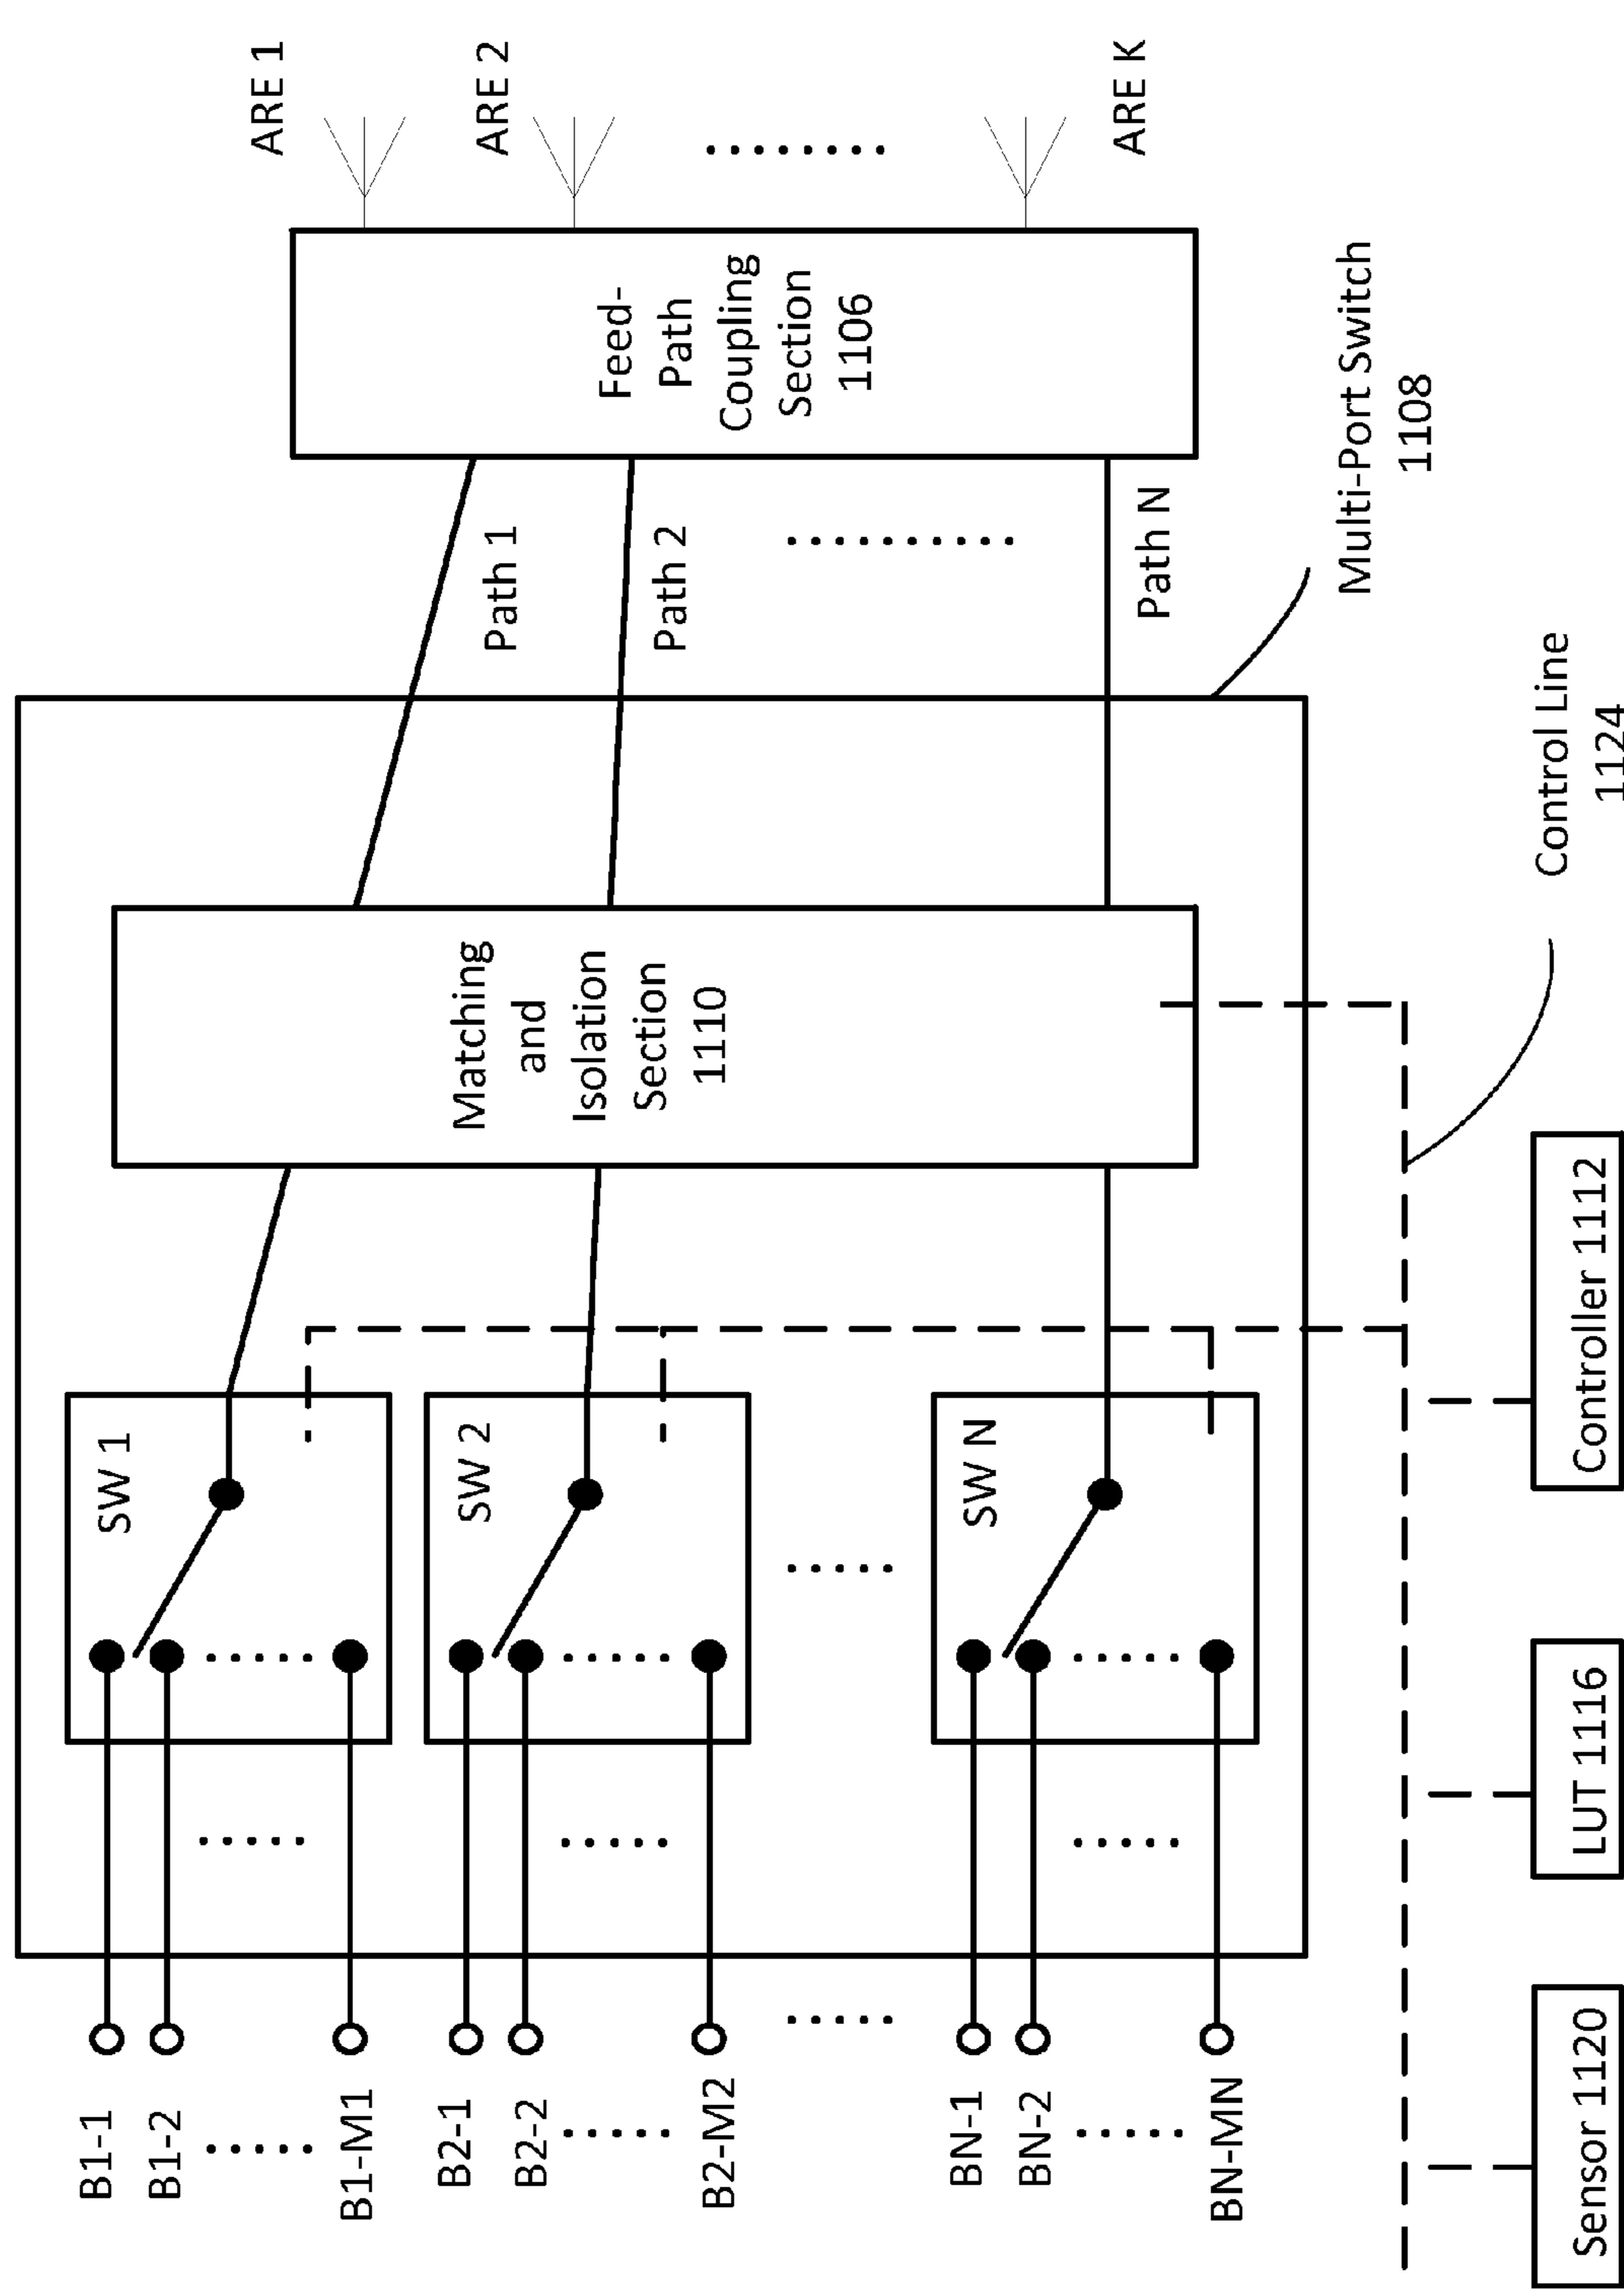 B1-1
B1-2
B1-M1
B2-1
B2-2
B2-M2
BN-1
BN-2
BN-MN
SW 1
SW 2
SW N
Matching
and
Isolation
Section
1110
Path 1
Path 2
Path N
Feed-
Path
Coupling
Section
1106
ARE 1
ARE 2
ARE K
Multi-Port Switch
1108
Control Line
1124
Sensor 1120
LUT 1116
Controller 1112